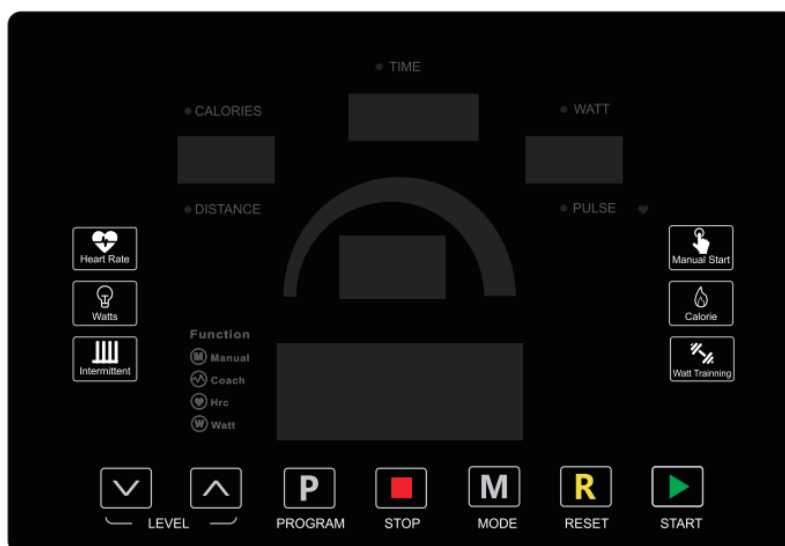 TIME
CALORIES
WATT
DISTANCE
PULSE
Heart Rate
Manual Start
Watts
Calorie
Intermittent
Watt Trainning
Function
M Manual
Coach
Hrc
W Watt
P
M
R
LEVEL
PROGRAM
STOP
MODE
RESET
START